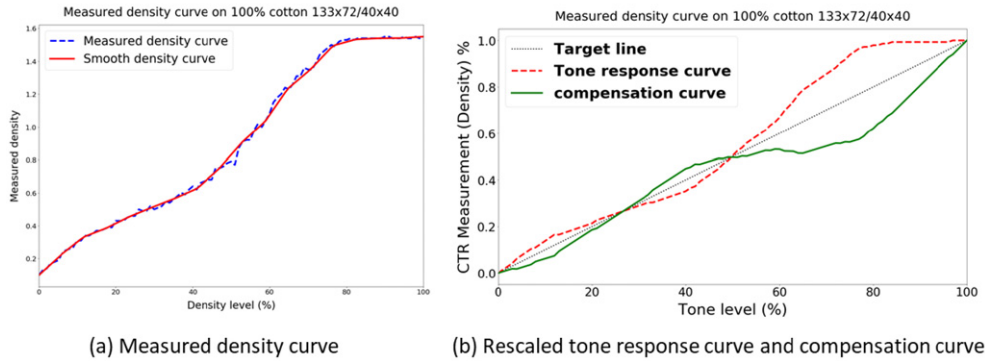 Measured density curve on 100% cotton 133x72/40x40
Measured density curve
Smooth density curve
1.6
1.4
1.2
1.0
0.8
0.6
0.4
0.2
Measured density
0
20
40
60
80
100
Density level (%)
(a) Measured density curve
Measured density curve on 100% cotton 133x72/40x40
Target line
Tone response curve
compensation curve
1.0
0.8
0.6
0.4
0.2
0.0
CTR Measurement (Density) %
0
20
40
60
80
100
Tone level (%)
(b) Rescaled tone response curve and compensation curve